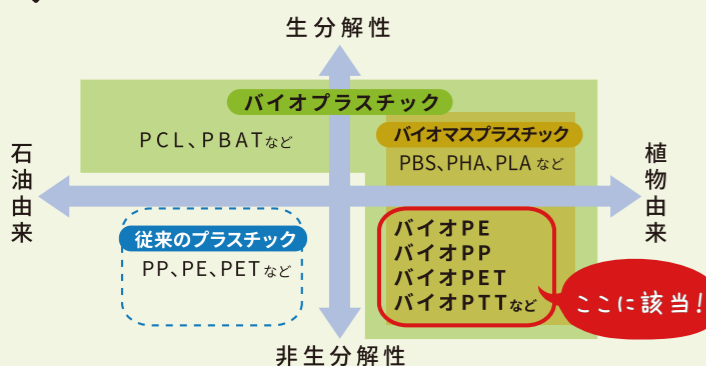 生分解性
バイオプラスチック
PCL、PBATなど
バイオマスプラスチック
PBS、PHA、PLA など
石油由来
植物由来
従来のプラスチック
PP、PE、PETなど
バイオPE
バイオPP
バイオPET
バイオPTTなど
ここに該当!
非生分解性